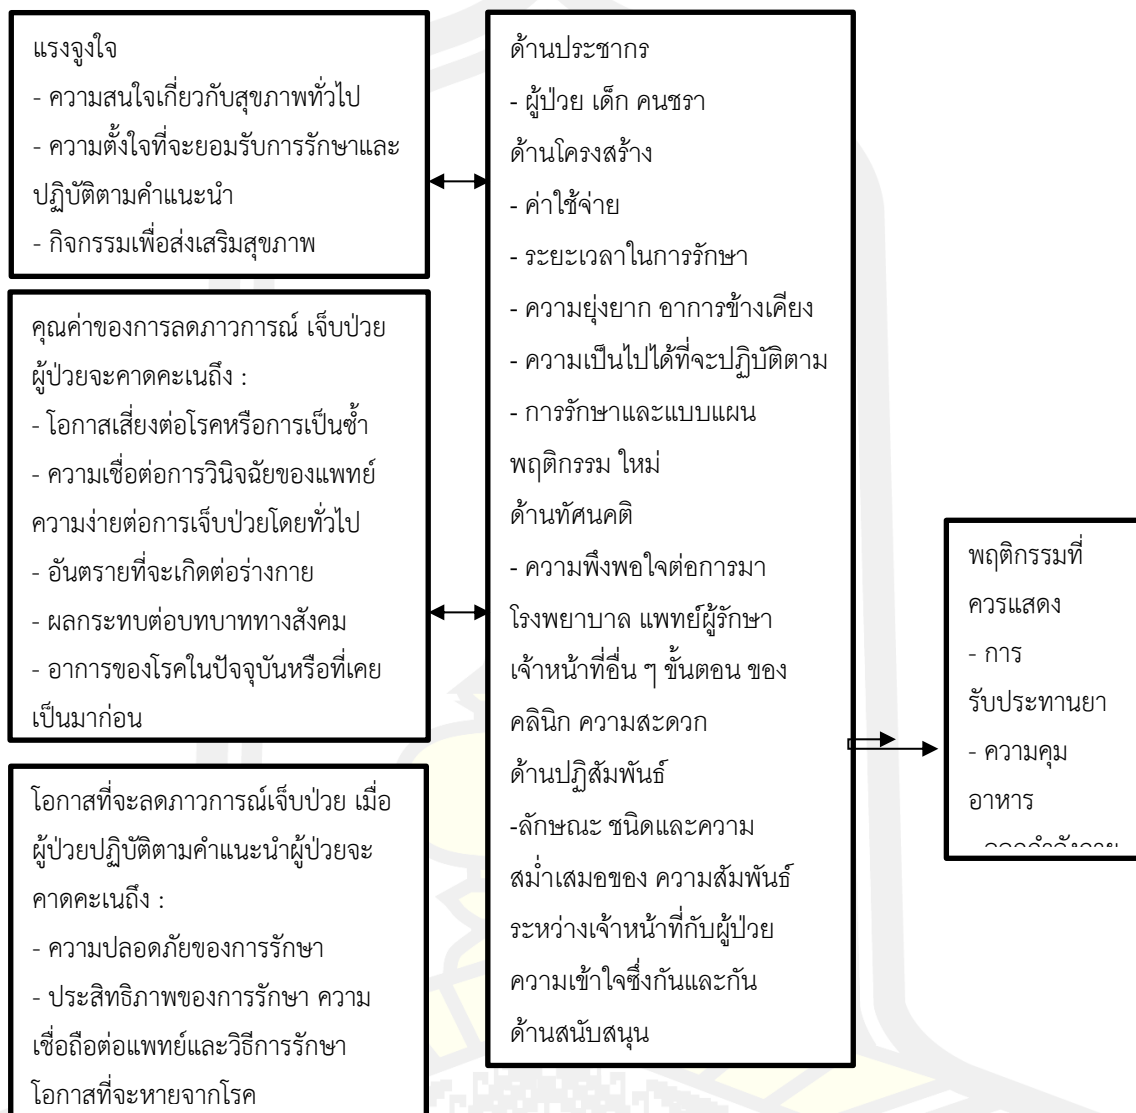 แรงจูงใจ
- ความสนใจเกี่ยวกับสุขภาพทั่วไป
- ความตั้งใจที่จะยอมรับการรักษาและ
ปฏิบัติตามคำแนะนำ
- กิจกรรมเพื่อส่งเสริมสุขภาพ
คุณค่าของการลดภาวการณ์ เจ็บป่วย
ผู้ป่วยจะคาดคะเนถึง :
- โอกาสเสี่ยงต่อโรคหรือการเป็นซ้ำ
- ความเชื่อต่อการวินิจฉัยของแพทย์
ความง่ายต่อการเจ็บป่วยโดยทั่วไป
- อันตรายที่จะเกิดต่อร่างกาย
- ผลกระทบต่อบทบาททางสังคม
- อาการของโรคในปัจจุบันหรือที่เคย
เป็นมาก่อน
โอกาสที่จะลดภาวการณ์เจ็บป่วย เมื่อ
ผู้ป่วยปฏิบัติตามคำแนะนำผู้ป่วยจะ
คาดคะเนถึง :
- ความปลอดภัยของการรักษา
- ประสิทธิภาพของการรักษา ความ
เชื่อถือต่อแพทย์และวิธีการรักษา
โอกาสที่จะหายจากโรค
ด้านประชากร
- ผู้ป่วย เด็ก คนชรา
ด้านโครงสร้าง
- ค่าใช้จ่าย
- ระยะเวลาในการรักษา
- ความยุ่งยาก อาการข้างเคียง
- ความเป็นไปได้ที่จะปฏิบัติตาม
- การรักษาและแบบแผน
พฤติกรรม ใหม่
ด้านทัศนคติ
- ความพึงพอใจต่อการมา
โรงพยาบาล แพทย์ผู้รักษา
เจ้าหน้าที่อื่น ๆ ขั้นตอน ของ
คลินิก ความสะดวก
ด้านปฏิสัมพันธ์
-ลักษณะ ชนิดและความ
สม่ำเสมอของ ความสัมพันธ์
ระหว่างเจ้าหน้าที่กับผู้ป่วย
ความเข้าใจซึ่งกันและกัน
ด้านสนับสนุน
พฤติกรรมที่
ควรแสดง
- การ
รับประทานยา
- ความคุม
อาหาร